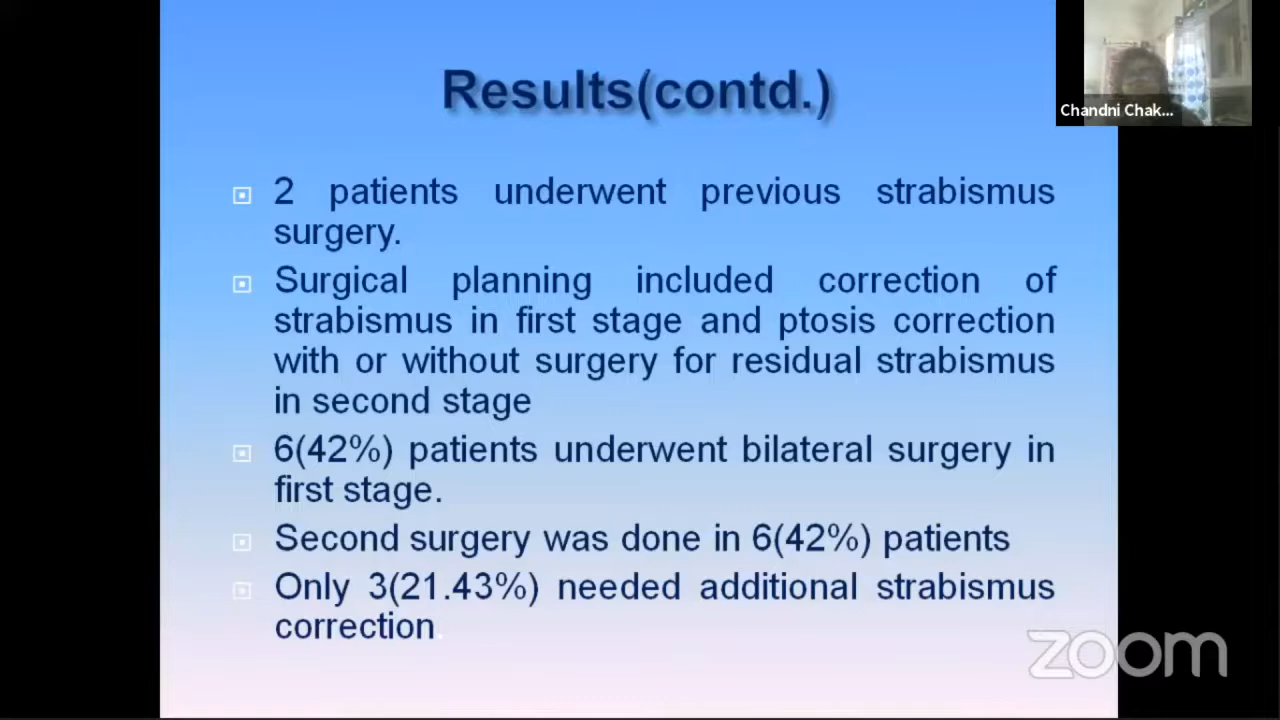 Results(contd.)
Chandni Chak...
2 patients underwent previous strabismus
surgery.
Surgical planning included correction of
strabismus in first stage and ptosis correction
with or without surgery for residual strabismus
in second stage
6(42%) patients underwent bilateral surgery in
first stage.
Second surgery was done in 6(42%) patients
Only 3(21.43%) needed additional strabismus
correction.
zoom